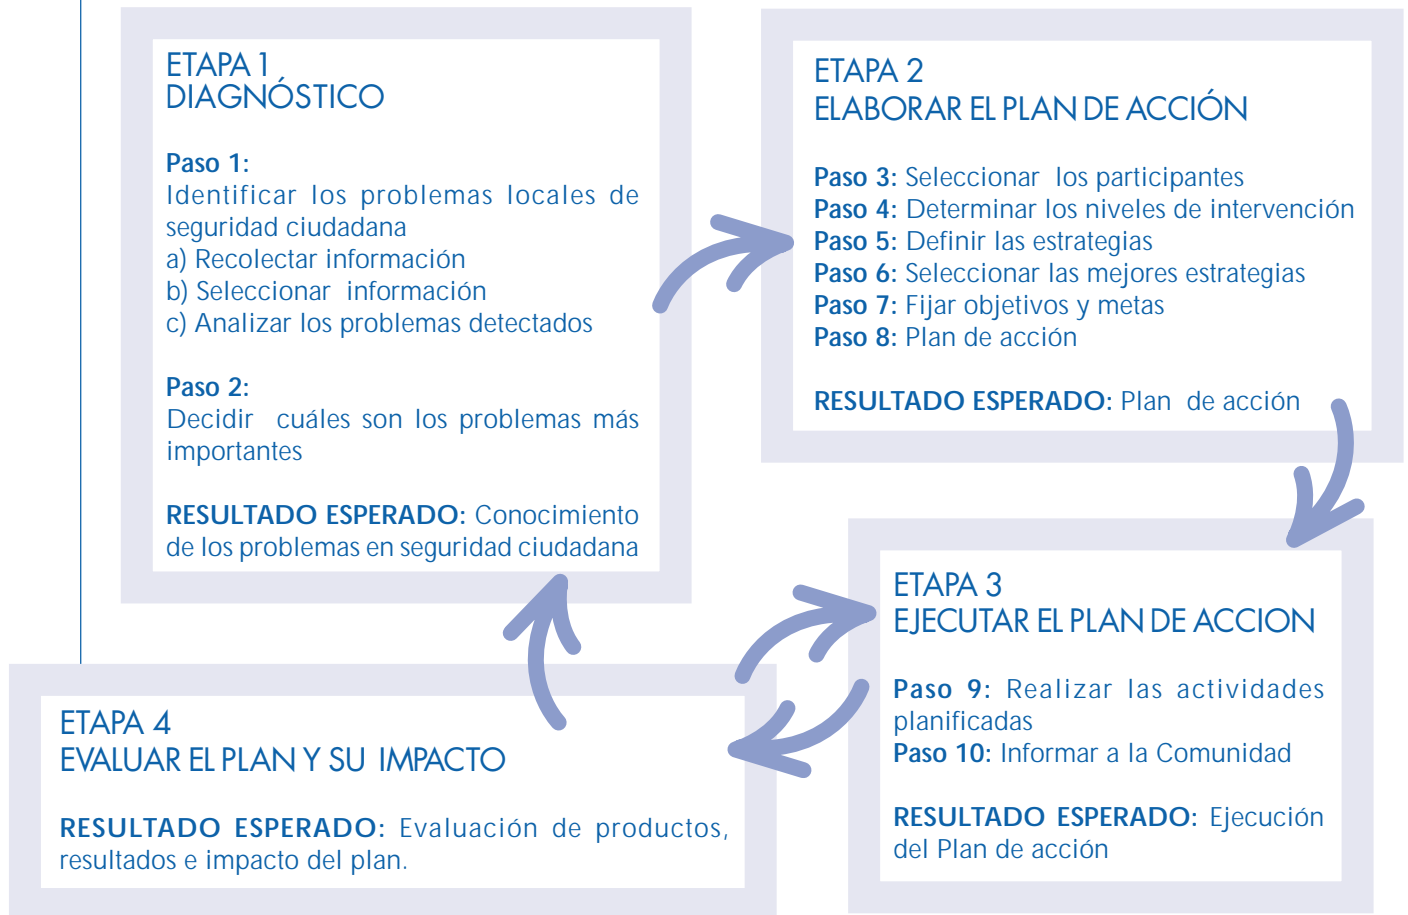 ETAPA 1
DIAGNÓSTICO
Paso 1:
Identificar los problemas locales de
seguridad ciudadana
a) Recolectar información
b) Seleccionar información
c) Analizar los problemas detectados
Paso 2:
Decidir cuáles son los problemas más
importantes
RESULTADO ESPERADO: Conocimiento
de los problemas en seguridad ciudadana
ETAPA 2
ELABORAR EL PLAN DE ACCIÓN
Paso 3: Seleccionar los participantes
Paso 4: Determinar los niveles de intervención
Paso 5: Definir las estrategias
Paso 6: Seleccionar las mejores estrategias
Paso 7: Fijar objetivos y metas
Paso 8: Plan de acción
RESULTADO ESPERADO: Plan de acción
ETAPA 3
EJECUTAR EL PLAN DE ACCION
Paso 9: Realizar las actividades
planificadas
Paso 10: Informar a la Comunidad
RESULTADO ESPERADO: Ejecución
del Plan de acción
ETAPA 4
EVALUAR EL PLAN Y SU IMPACTO
RESULTADO ESPERADO: Evaluación de productos,
resultados e impacto del plan.